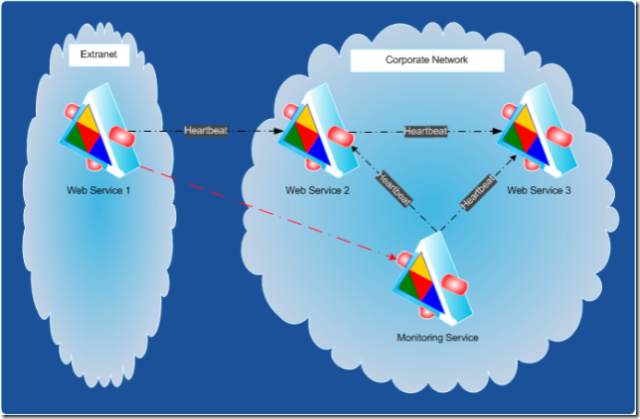 Extranet
Corporate Network
Heartbeat
Heartbeat
Web Service 1
Web Service 2
Web Service 3
Heartbeat
Heartbeat
Monitoring Service